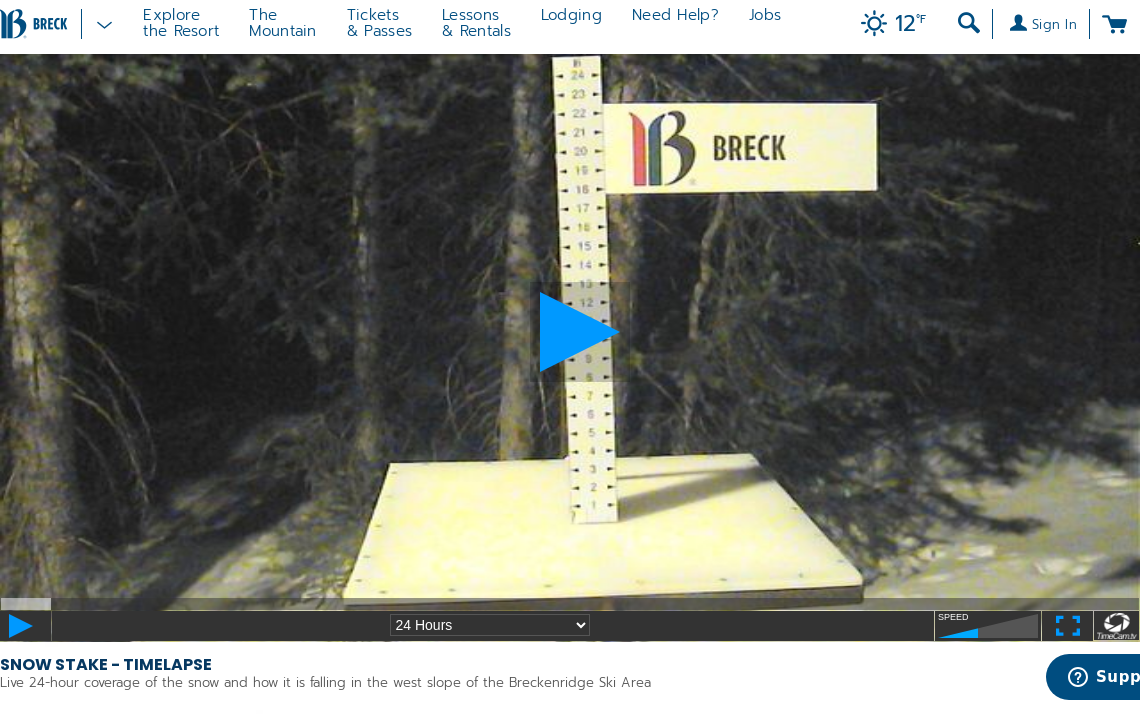 BRECK
Explore
the Resort
The
Mountain
Tickets
& Passes
Lessons
& Rentals
Lodging
Need Help?
Jobs
12°F
Sign In
24
23
22
21
20
19
18
17
16
15
14
13
12
9
8
7
6
5
4
3
2
1
BRECK
24 Hours
SPEED
TimeCam.tv
SNOW STAKE - TIMELAPSE
Live 24-hour coverage of the snow and how it is falling in the west slope of the Breckenridge Ski Area
Supp